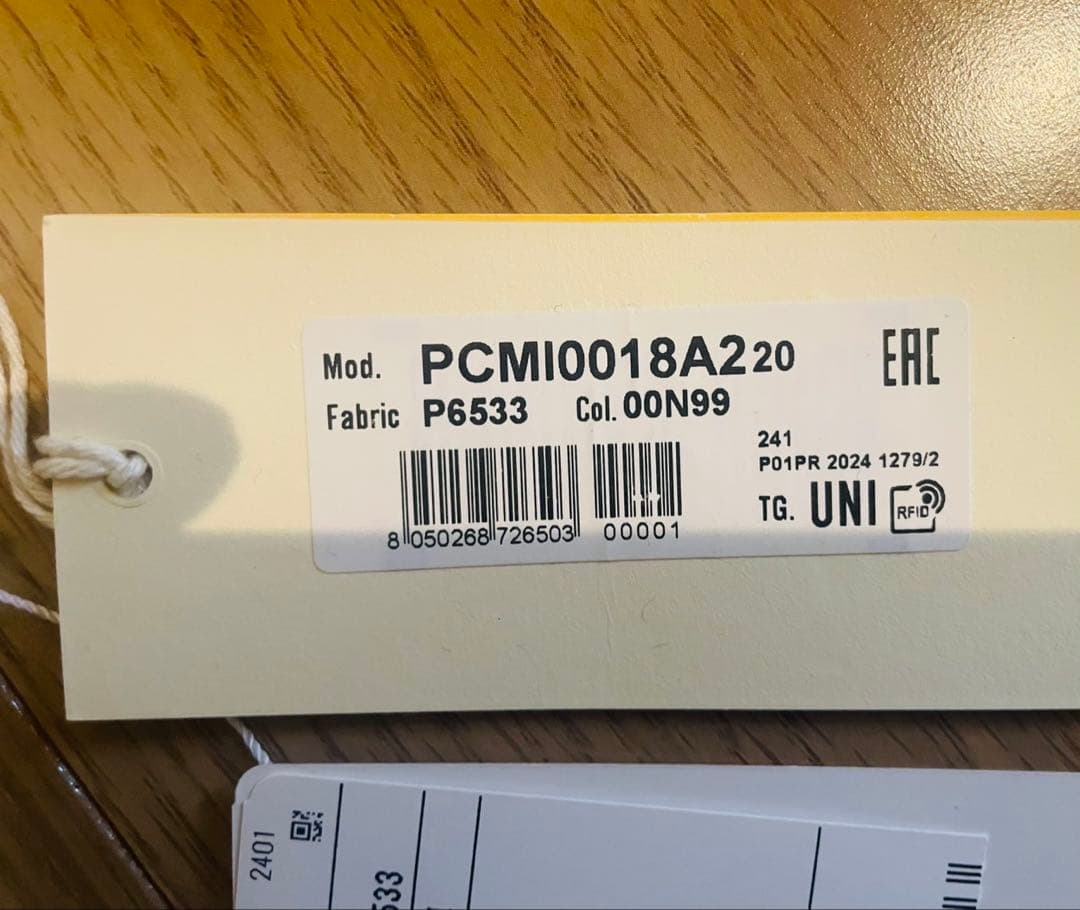 Mod. PCMI0018A220 EAC
Fabric P6533 Col. 00N99
241
P01PR 2024 1279/2
TG. UNI RFID
8 050268 726503 00001
2401
533